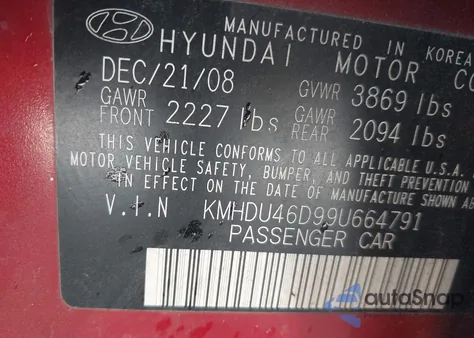 MANUFACTURED IN KOREA
HYUNDAI MOTOR CO
DEC/21/08 GVWR 3869 lbs
GAWR FRONT 2227 lbs GAWR REAR 2094 lbs
THIS VEHICLE CONFORMS TO ALL APPLICABLE U.S.A.
MOTOR VEHICLE SAFETY, BUMPER, AND THEFT PREVENTION
IN EFFECT ON THE DATE OF MANUFACTURE SHOWN
V.I.N KMHDU46D99U664791
PASSENGER CAR
autoSnap